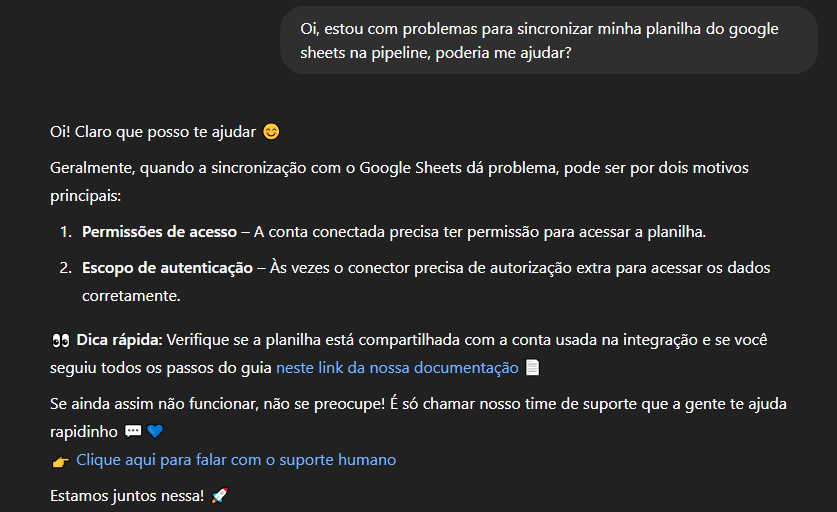 Oi, estou com problemas para sincronizar minha planilha do google
sheets na pipeline, poderia me ajudar?
Oi! Claro que posso te ajudar 😊
Geralmente, quando a sincronização com o Google Sheets dá problema, pode ser por dois motivos
principais:
1. Permissões de acesso – A conta conectada precisa ter permissão para acessar a planilha.
2. Escopo de autenticação – Às vezes o conector precisa de autorização extra para acessar os dados
corretamente.
👀 Dica rápida: Verifique se a planilha está compartilhada com a conta usada na integração e se você
seguiu todos os passos do guia neste link da nossa documentação 📄
Se ainda assim não funcionar, não se preocupe! É só chamar nosso time de suporte que a gente te ajuda
rapidinho 💬💙
👉 Clique aqui para falar com o suporte humano
Estamos juntos nessa! 🚀